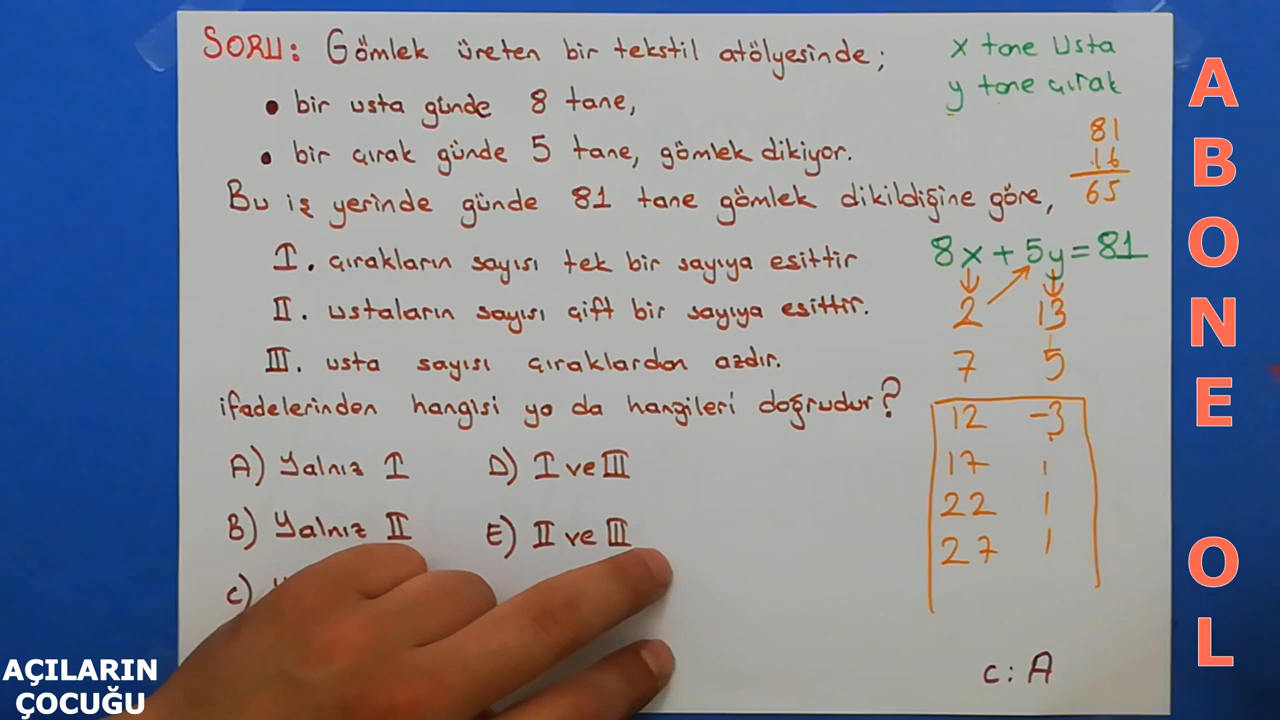 SORU: Gömlek üreten bir tekstil atölyesinde;
• bir usta günde 8 tane,
• bir çırak günde 5 tane, gömlek dikiyor.
Bu iş yerinde günde 81 tane gömlek dikildiğine göre,
I. çırakların sayısı tek bir sayıya eşittir
II. ustaların sayısı çift bir sayıya eşittir.
III. usta sayısı çıraklardan azdır.
ifadelerinden hangisi ya da hangileri doğrudur?
A) Yalnız I
D) I ve III
B) Yalnız II
E) II ve III
C)
x tane Usta
y tane çırak
81
16
65
8x + 5y = 81
2 13
7 5
12 -3
17
22
27
C: A
ABONE OL
AÇILARIN
ÇOCUĞU